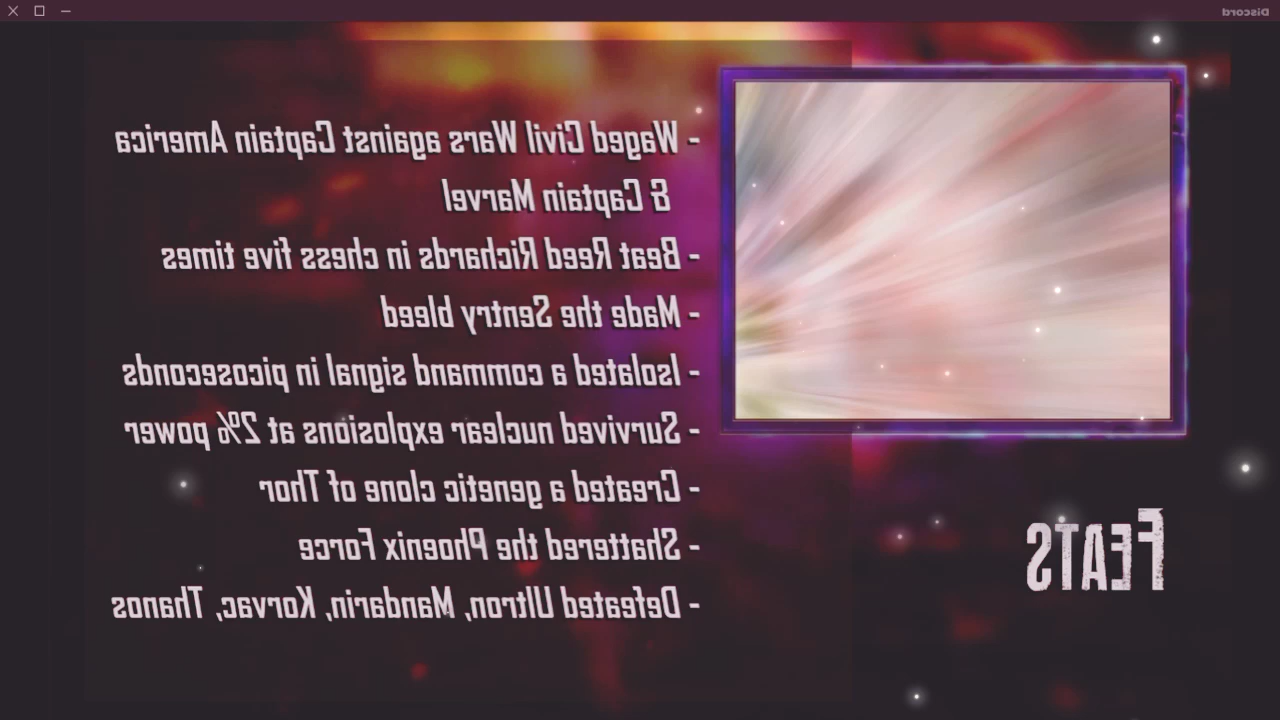 Discord
- Waged Civil Wars against Captain America
& Captain Marvel
- Beat Reed Richards in chess five times
- Made the Sentry bleed
- Isolated a command signal in picoseconds
- Survived nuclear explosions at 2% power
- Created a genetic clone of Thor
- Shattered the Phoenix Force
- Defeated Ultron, Mandarin, Korvac, Thanos
FEATS